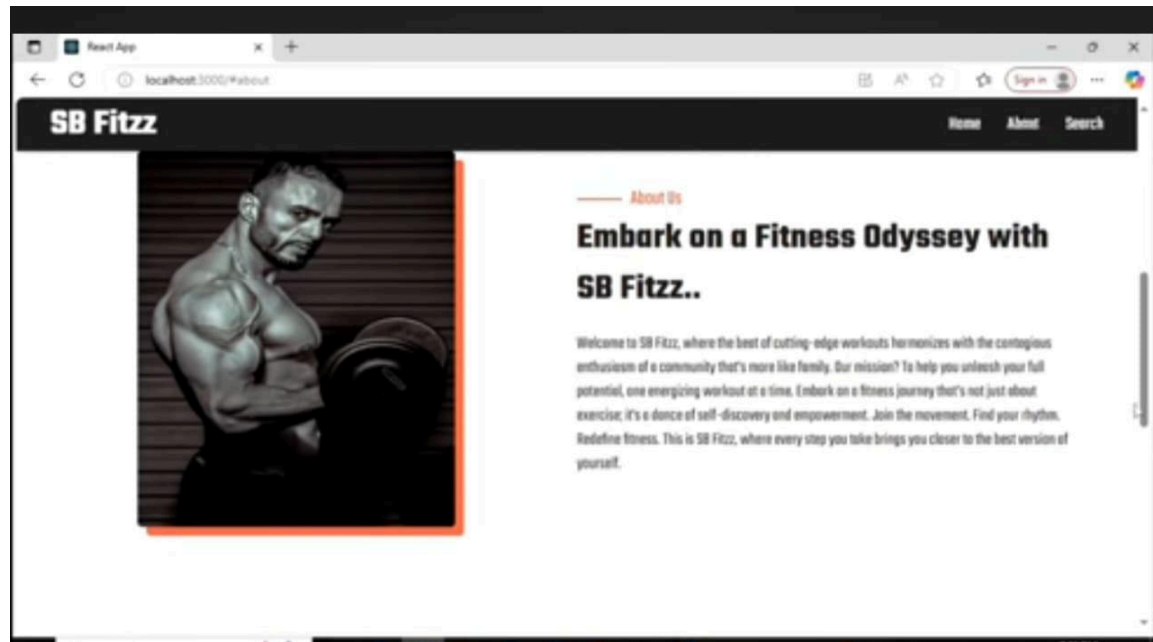 React App
localhost:3000/#about
Sign in
SB Fitzz
Home About Search
About Us
Embark on a Fitness Odyssey with
SB Fitzz..
Welcome to SB Fitzz, where the beat of cutting-edge workouts harmonizes with the contagious
enthusiasm of a community that's more like family. Our mission? To help you unleash your full
potential, one energizing workout at a time. Embark on a fitness journey that's not just about
exercise; it's a dance of self-discovery and empowerment. Join the movement. Find your rhythm.
Redefine fitness. This is SB Fitzz, where every step you take brings you closer to the best version of
yourself.